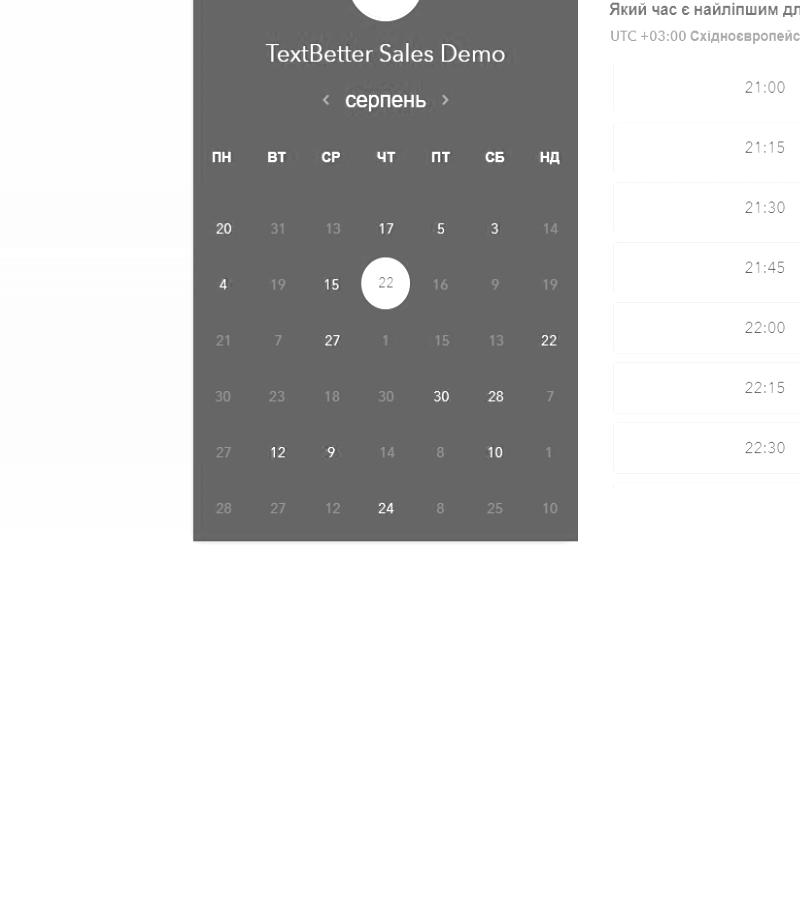 TextBetter Sales Demo
‹ серпень ›
ПН ВТ СР ЧТ ПТ СБ НД
20 31 13 17 5 3 14
4 19 15 22 16 9 19
21 7 27 1 15 13 22
30 23 18 30 30 28 7
27 12 9 14 8 10 1
28 27 12 24 8 25 10
Який час є найліпшим
UTC +03:00
21:00
21:15
21:30
21:45
22:00
22:15
22:30